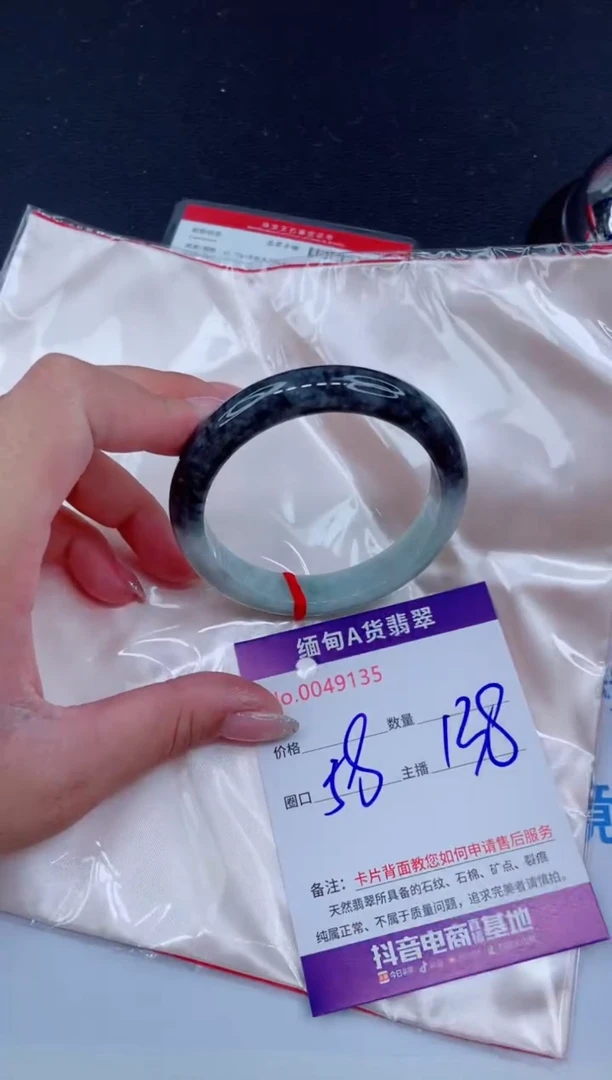 缅甸A货翡翠
No.0049135
价格 数量
圈口 58 主播 138
备注：卡片背面教您如何申请售后服务
天然翡翠所具备的石纹、石棉、矿点、裂痕
纯属正常、不属于质量问题，追求完美者请慎拍。
抖音电商 基地